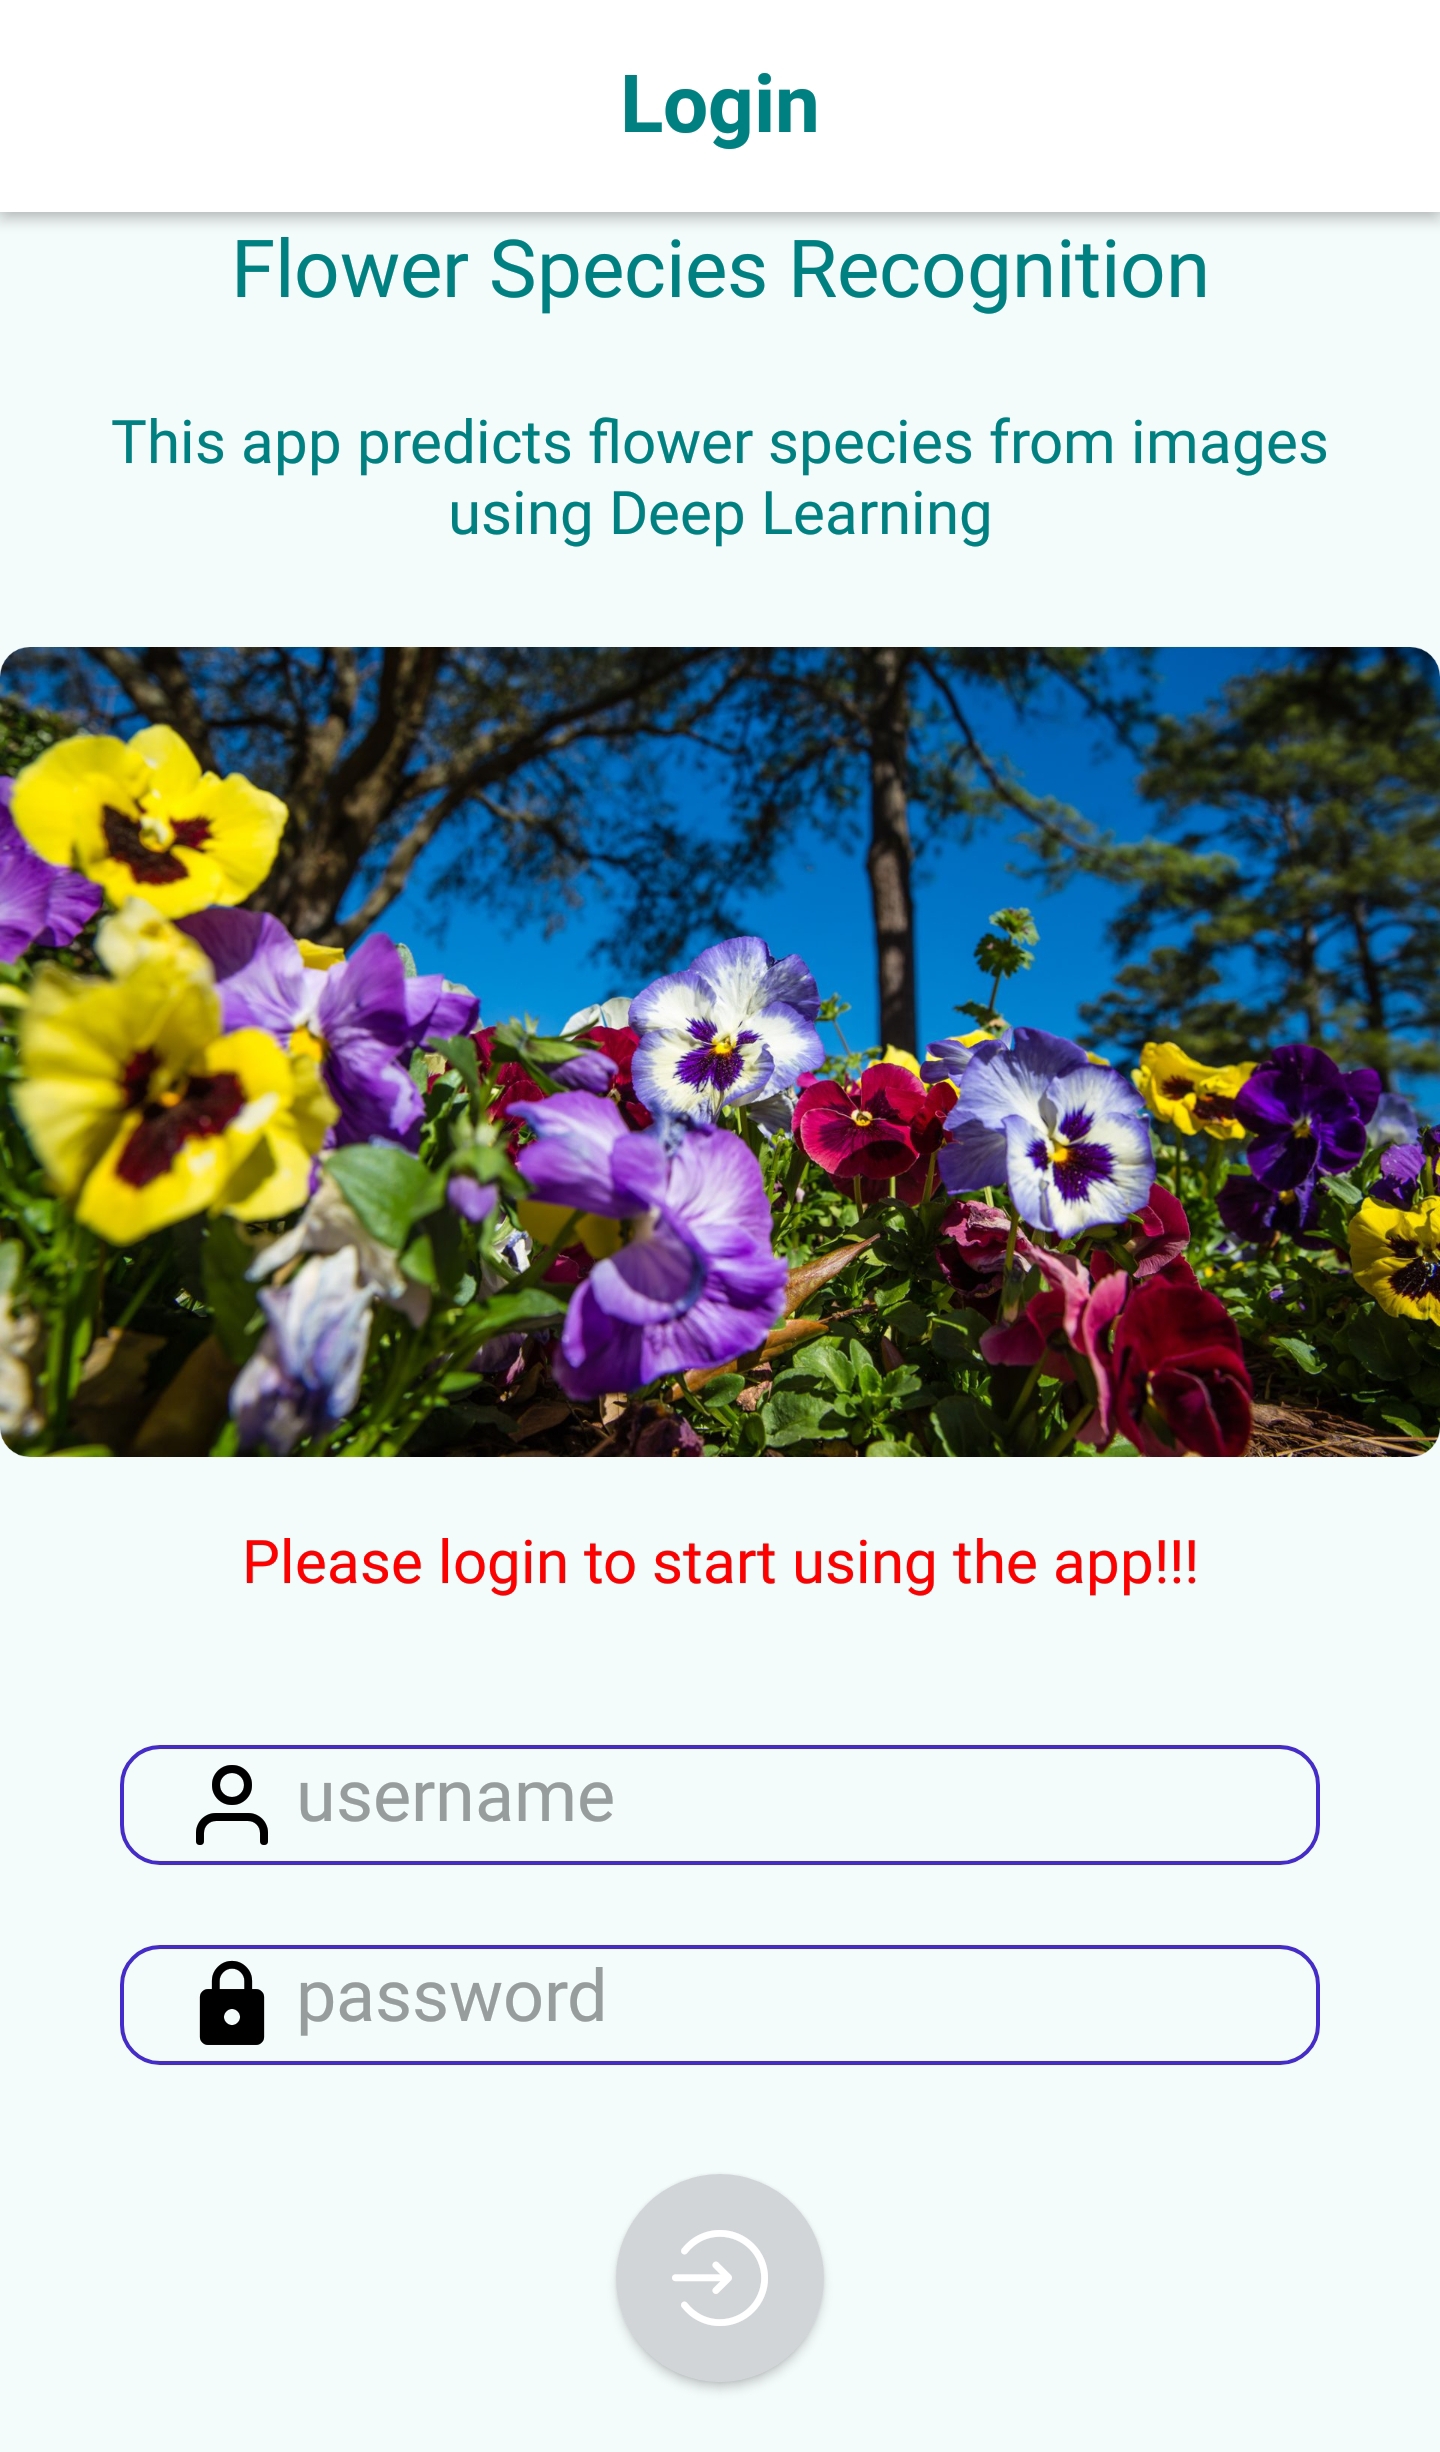 Login
Flower Species Recognition
This app predicts flower species from images
using Deep Learning
Please login to start using the app!!!
username
password